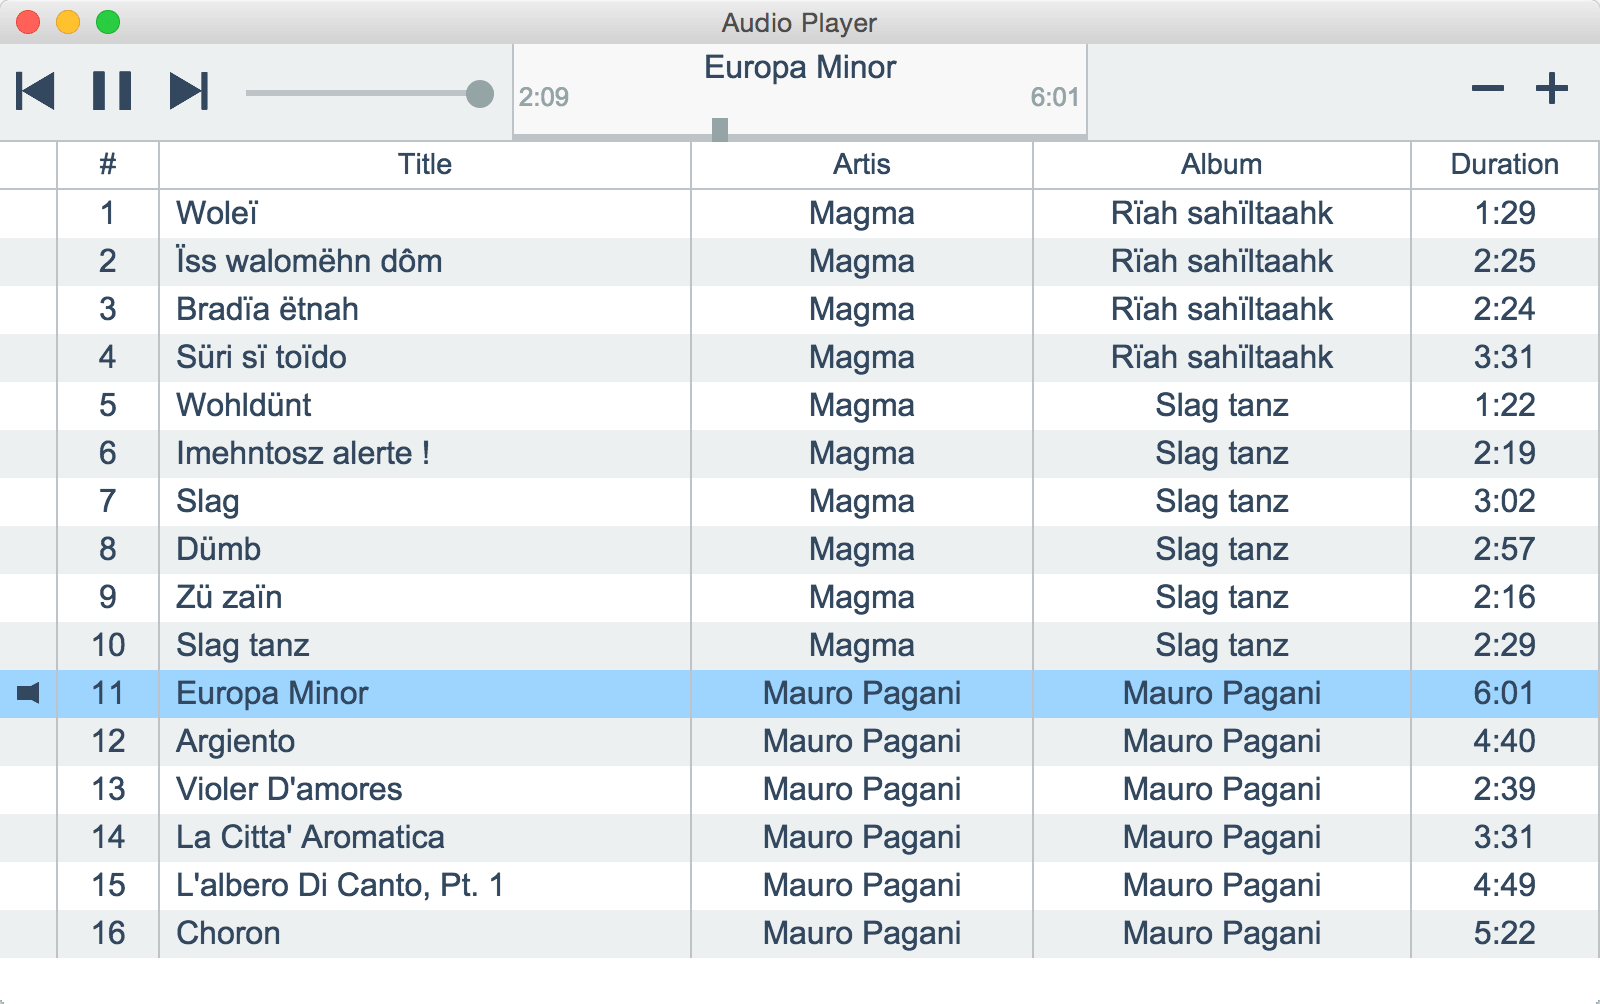 Audio Player
Europa Minor
2:09 6:01
# Title Artis Album Duration
1 Woleï Magma Rïah sahïltaahk 1:29
2 Ïss walomëhn dôm Magma Rïah sahïltaahk 2:25
3 Bradïa ëtnah Magma Rïah sahïltaahk 2:24
4 Süri sï toïdo Magma Rïah sahïltaahk 3:31
5 Wohldünt Magma Slag tanz 1:22
6 Imehntosz alerte ! Magma Slag tanz 2:19
7 Slag Magma Slag tanz 3:02
8 Dümb Magma Slag tanz 2:57
9 Zü zaïn Magma Slag tanz 2:16
10 Slag tanz Magma Slag tanz 2:29
11 Europa Minor Mauro Pagani Mauro Pagani 6:01
12 Argiento Mauro Pagani Mauro Pagani 4:40
13 Violer D'amores Mauro Pagani Mauro Pagani 2:39
14 La Citta' Aromatica Mauro Pagani Mauro Pagani 3:31
15 L'albero Di Canto, Pt. 1 Mauro Pagani Mauro Pagani 4:49
16 Choron Mauro Pagani Mauro Pagani 5:22